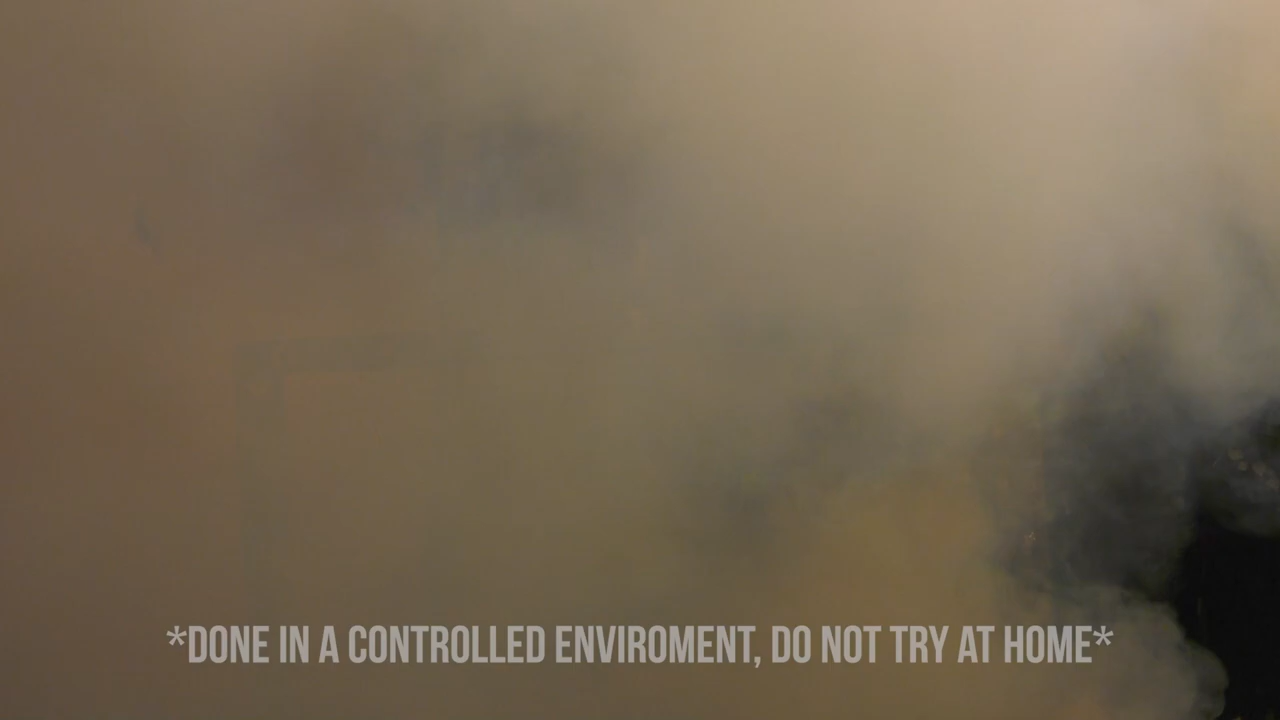 *DONE IN A CONTROLLED ENVIROMENT, DO NOT TRY AT HOME*